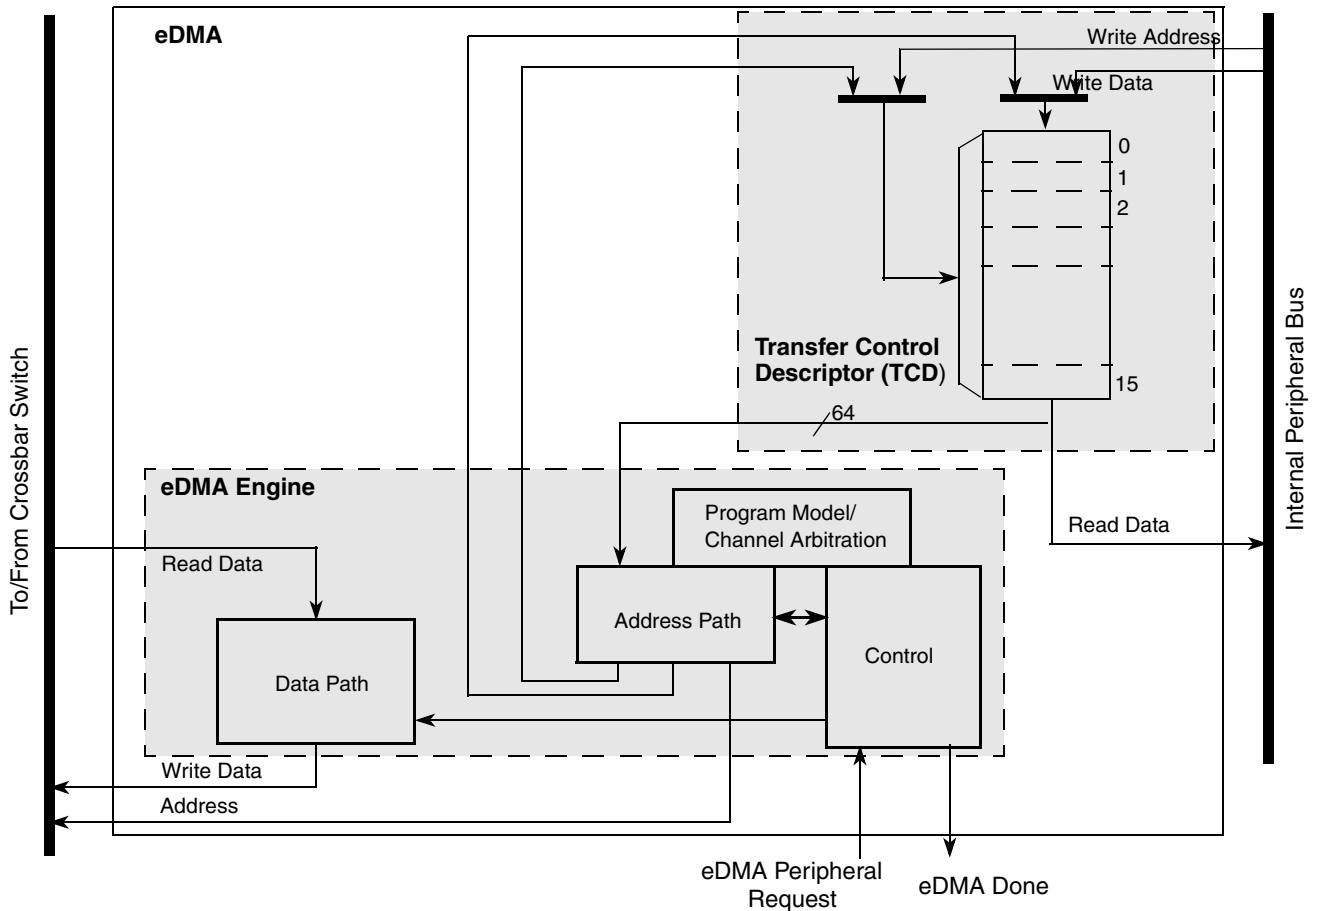 eDMA
Write Address
Write Data
0
1
2
15
Transfer Control
Descriptor (TCD)
64
To/From Crossbar Switch
Internal Peripheral Bus
eDMA Engine
Program Model/
Channel Arbitration
Read Data
Read Data
Address Path
Control
Data Path
Write Data
Address
eDMA Peripheral
Request
eDMA Done